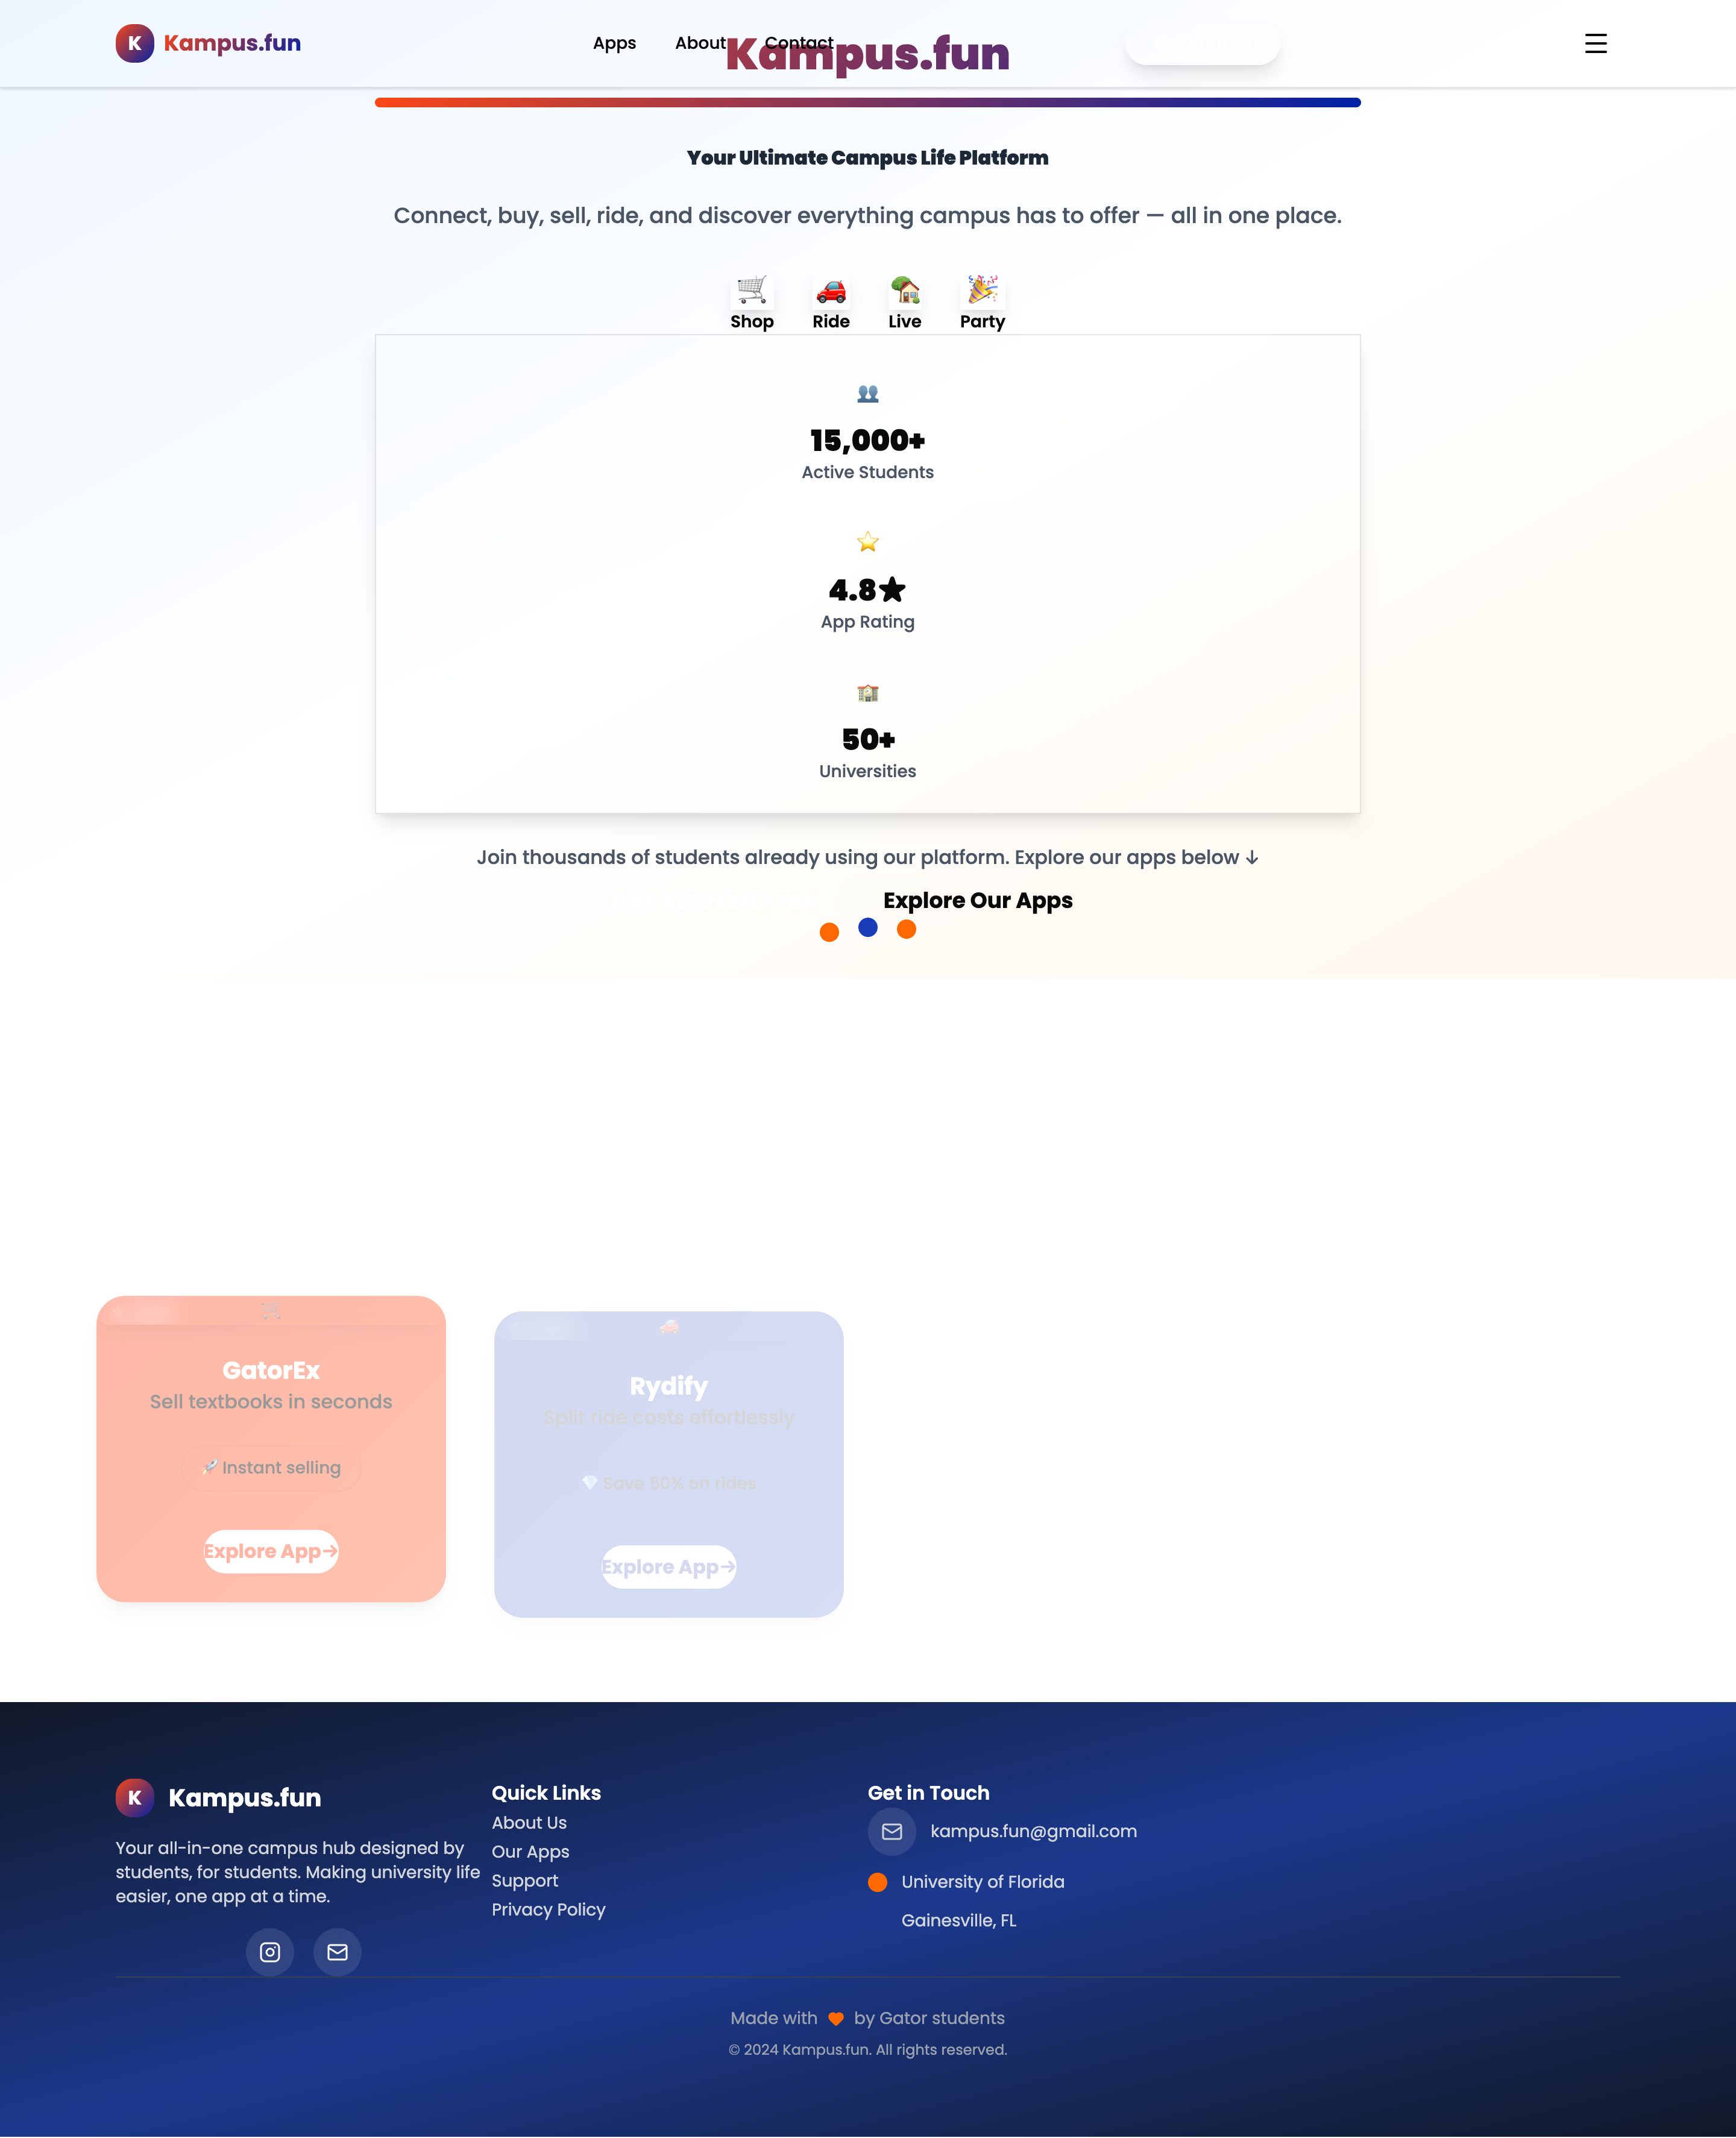 K Kampus.fun
Apps About Contact
Kampus.fun
Your Ultimate Campus Life Platform
Connect, buy, sell, ride, and discover everything campus has to offer — all in one place.
Shop Ride Live Party
15,000+
Active Students
4.8★
App Rating
50+
Universities
Join thousands of students already using our platform. Explore our apps below ↓
Get Started Free Explore Our Apps
GatorEx
Sell textbooks in seconds
🚀 Instant selling
Explore App→
Rydify
Split ride costs effortlessly
💎 Save 50% on rides
Explore App→
K Kampus.fun
Your all-in-one campus hub designed by
students, for students. Making university life
easier, one app at a time.
Quick Links
About Us
Our Apps
Support
Privacy Policy
Get in Touch
kampus.fun@gmail.com
University of Florida
Gainesville, FL
Made with 🧡 by Gator students
© 2024 Kampus.fun. All rights reserved.